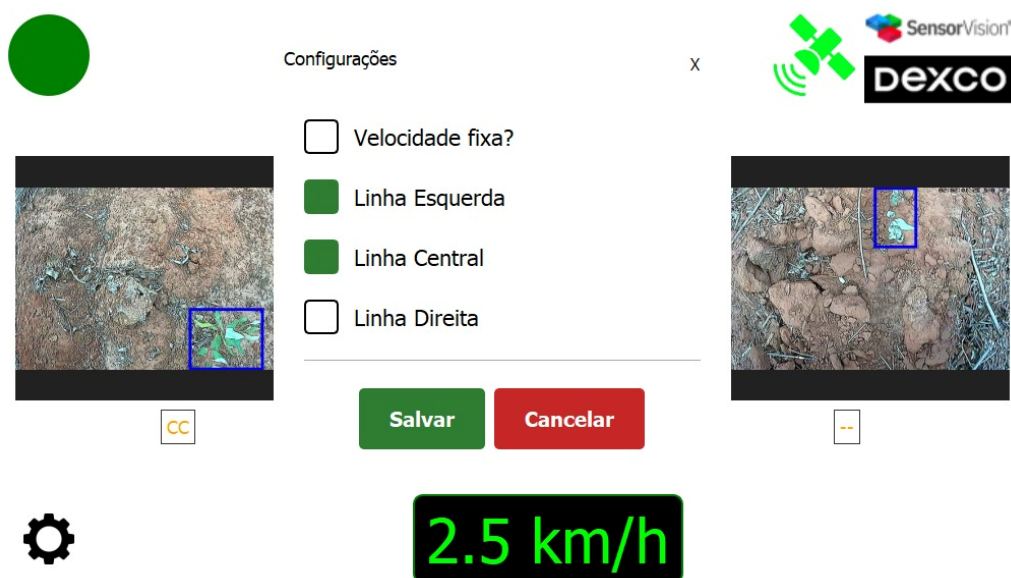 SensorVision®
Configurações
X
Dexco
Velocidade fixa?
Linha Esquerda
Linha Central
Linha Direita
Salvar
Cancelar
CC
--
2.5 km/h